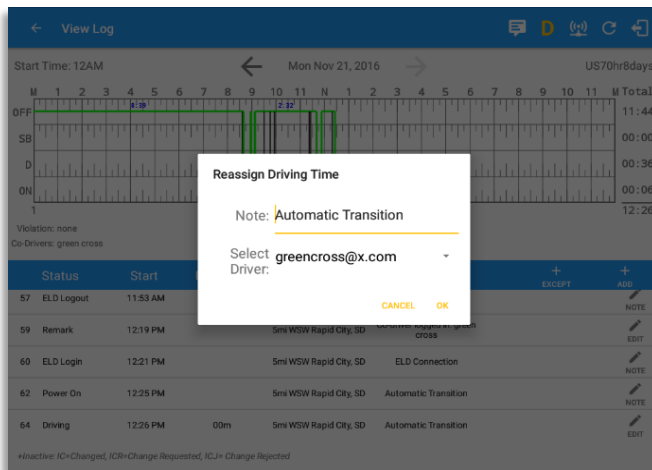 View Log
D
Start Time: 12AM
Mon Nov 21, 2016
US70hr8days
M 1 2 3 4 5 6 7 8 9 10 11 N 1 2 3 4 5 6 7 8 9 10 11 M Total
OFF 8:39 2:32 11:44
SB 00:00
D 00:36
ON 00:06
1 12:26
Violation: none
Co-Drivers: green cross
Reassign Driving Time
Note: Automatic Transition
Select Driver: greencross@x.com
CANCEL OK
Status Start + EXCEPT + ADD
57 ELD Logout 11:53 AM NOTE
59 Remark 12:19 PM 5mi WSW Rapid City, SD Co-driver logged in: green cross EDIT
60 ELD Login 12:21 PM 5mi WSW Rapid City, SD ELD Connection NOTE
62 Power On 12:25 PM 5mi WSW Rapid City, SD Automatic Transition NOTE
64 Driving 12:26 PM 00m 5mi WSW Rapid City, SD Automatic Transition EDIT
+Inactive: IC=Changed, ICR=Change Requested, ICJ= Change Rejected